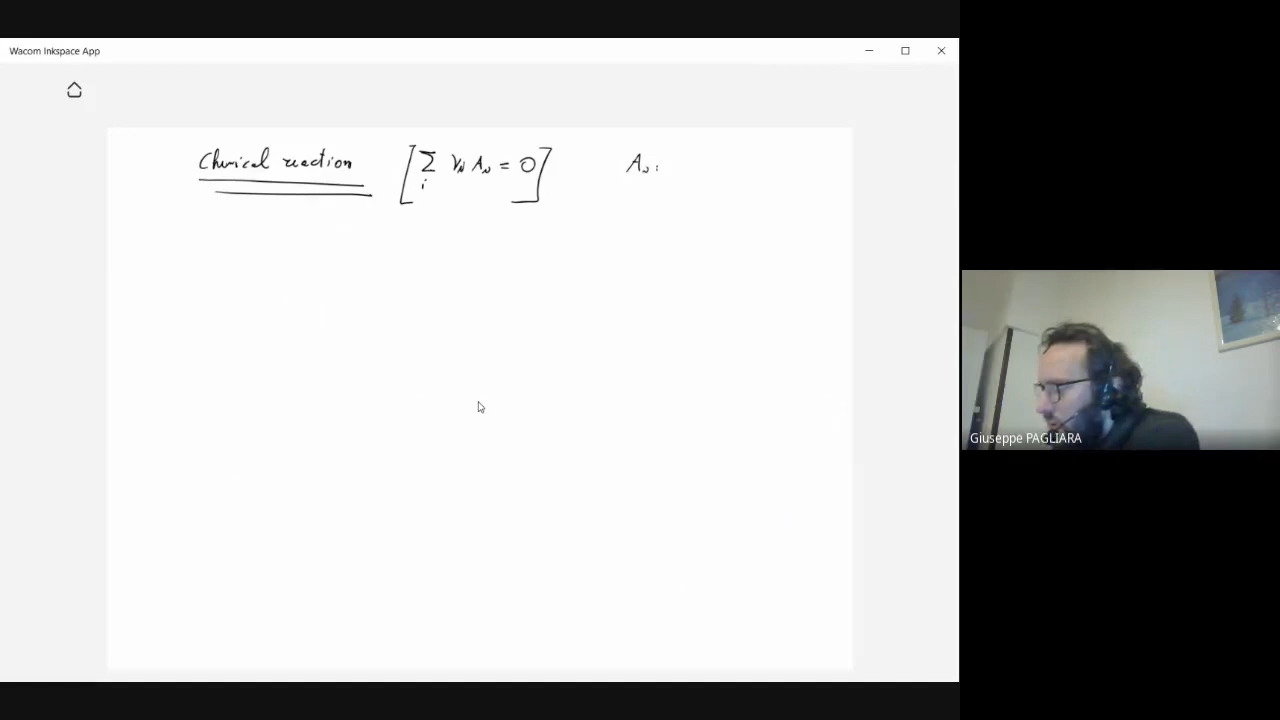 Wacom Inkspace App
Chemical reaction [∑ᵢ νᵢ Aᵢ = 0] Aᵢ :
Giuseppe PAGLIARA